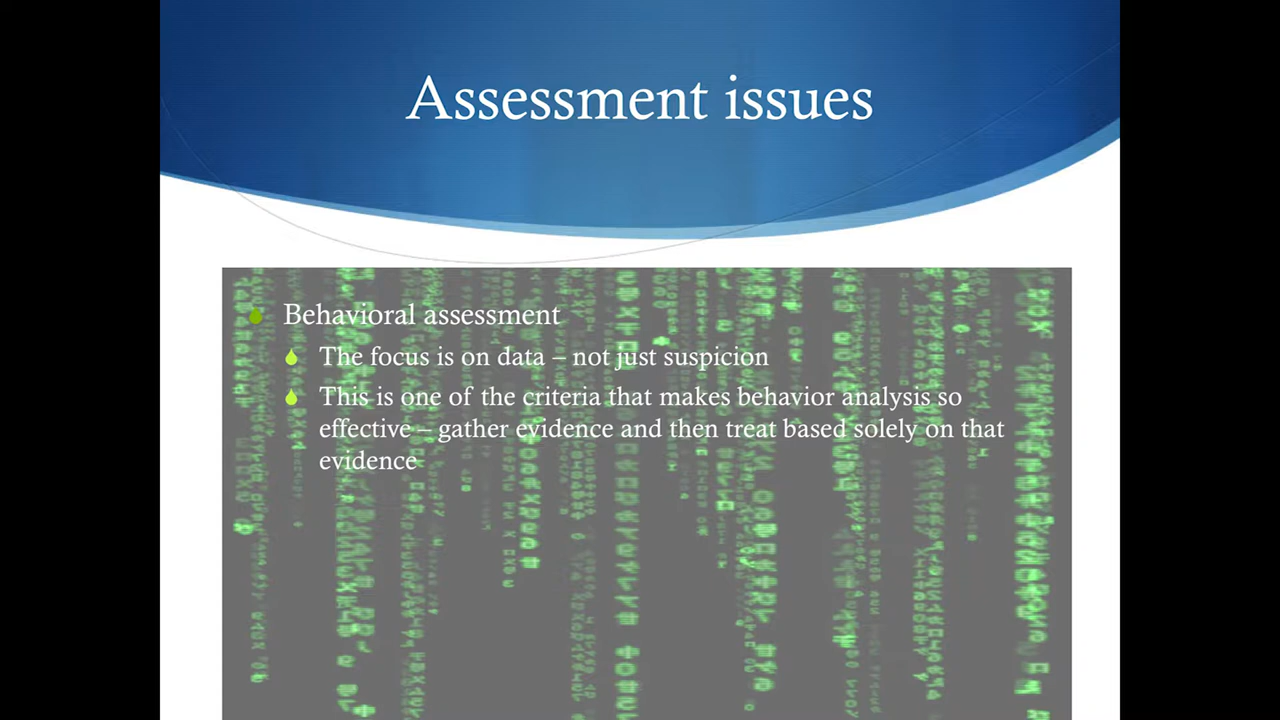 Assessment issues
Behavioral assessment
The focus is on data – not just suspicion
This is one of the criteria that makes behavior analysis so
effective – gather evidence and then treat based solely on that
evidence